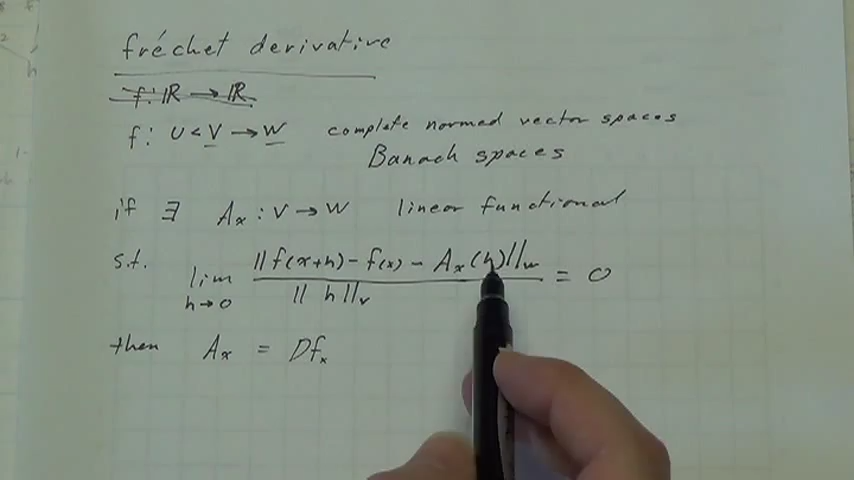 fréchet derivative
f: ℝ → ℝ
f: U < V → W complete normed vector spaces
Banach spaces
if ∃ Aₓ : V → W linear functional
s.t. lim h→0 || f(x+h) - f(x) - Aₓ(h) ||_W / || h ||_V = 0
then Aₓ = Dfₓ